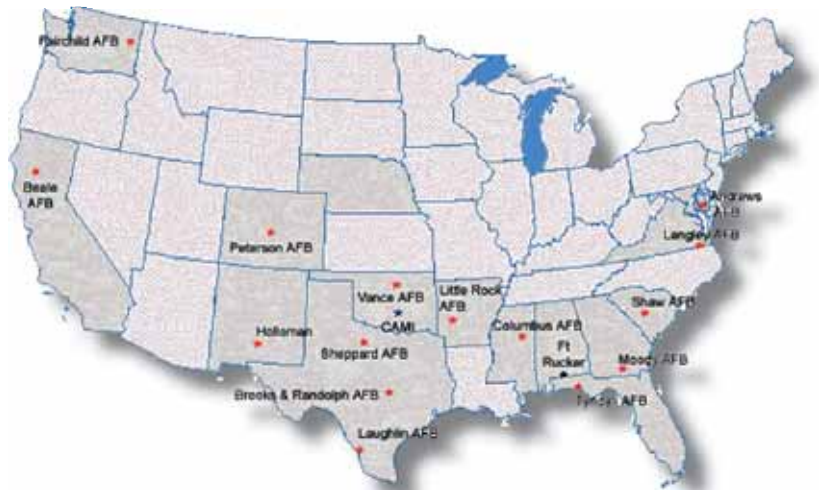 Fairchild AFB
Beale
AFB
Peterson AFB
Andrews
AFB
Langley AFB
Vance AFB
CAMI
Little Rock
AFB
Shaw AFB
Columbus AFB
Holloman
Sheppard AFB
Ft
Rucker
Moody AFB
Brooks & Randolph AFB
Tyndall AFB
Laughlin AFB